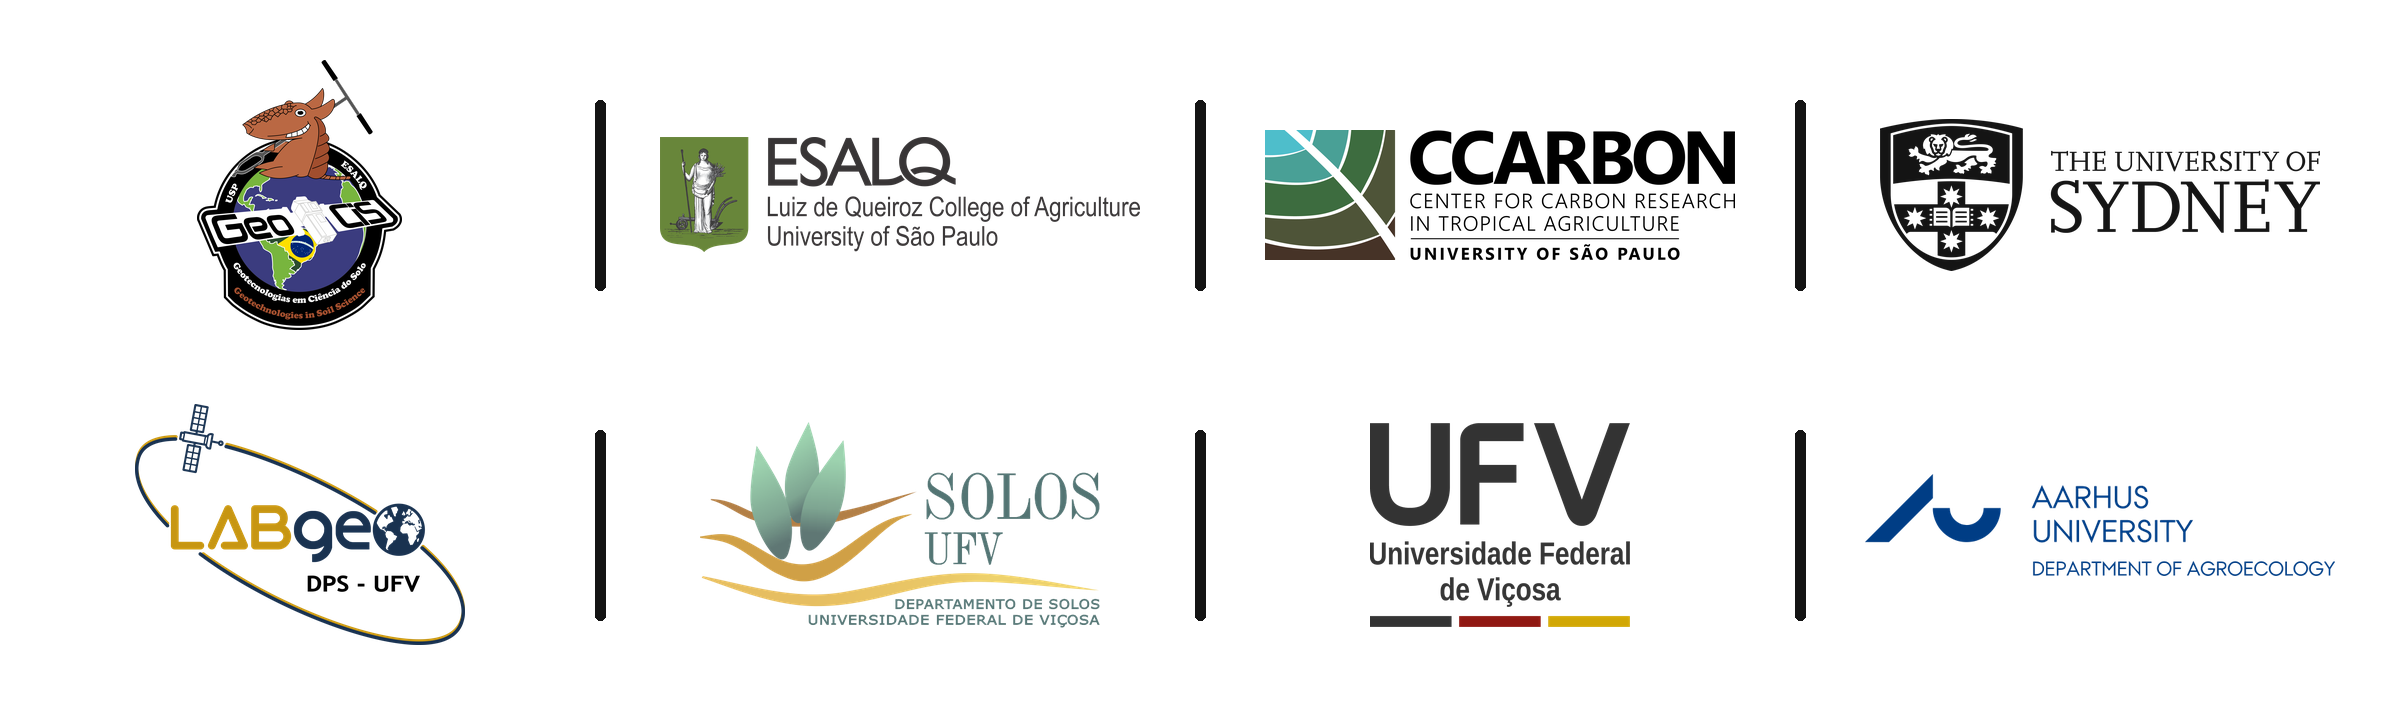 USP
ESALQ
GeoCiS
Geotecnologias em Ciência do Solo
Geotechnologies in Soil Science
ESALQ
Luiz de Queiroz College of Agriculture
University of São Paulo
CCARBON
CENTER FOR CARBON RESEARCH
IN TROPICAL AGRICULTURE
UNIVERSITY OF SÃO PAULO
THE UNIVERSITY OF
SYDNEY
LABgeo
DPS - UFV
SOLOS
UFV
DEPARTAMENTO DE SOLOS
UNIVERSIDADE FEDERAL DE VIÇOSA
UFV
Universidade Federal
de Viçosa
AARHUS
UNIVERSITY
DEPARTMENT OF AGROECOLOGY